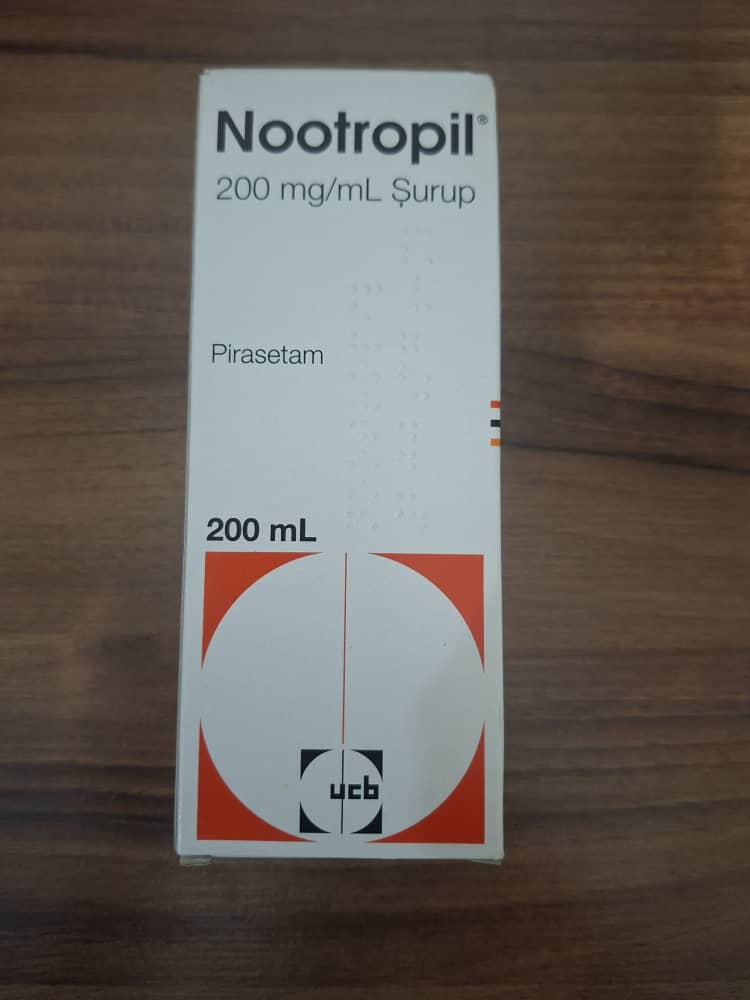 Nootropil®
200 mg/mL Şurup
Pirasetam
200 mL
ucb